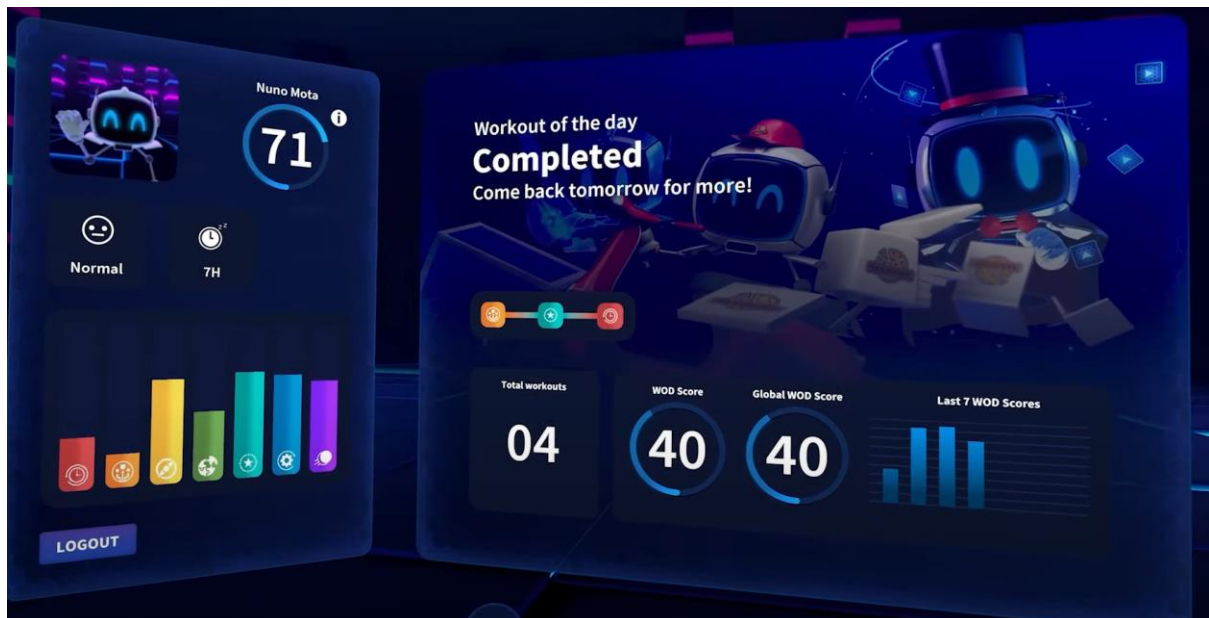 Nuno Mota
71
Normal
7H
LOGOUT
Workout of the day
Completed
Come back tomorrow for more!
Total workouts
04
WOD Score
40
Global WOD Score
40
Last 7 WOD Scores